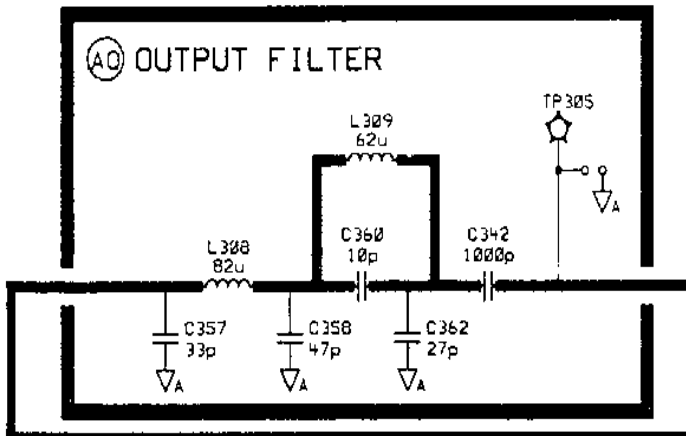 AO OUTPUT FILTER
TP305
L309
62u
A
L308
82u
C360
10p
C342
1000p
C357
33p
C358
47p
C362
27p
A
A
A